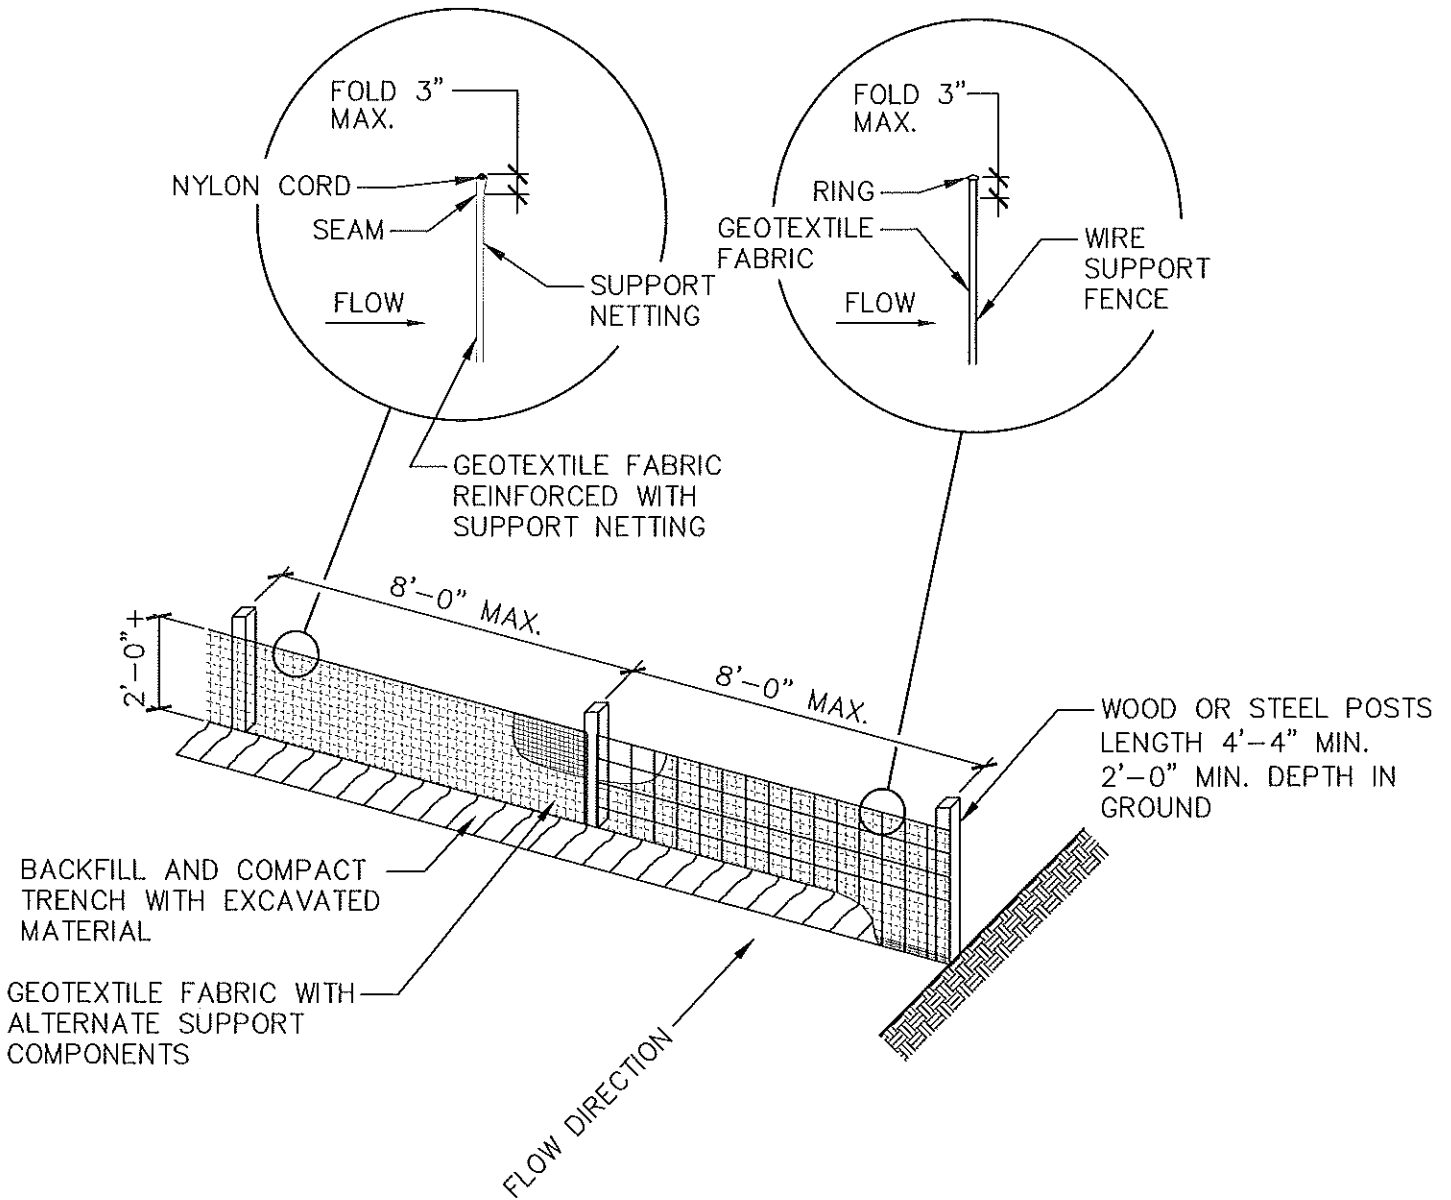 FOLD 3"
MAX.
NYLON CORD
SEAM
SUPPORT
NETTING
FLOW
GEOTEXTILE FABRIC
REINFORCED WITH
SUPPORT NETTING
FOLD 3"
MAX.
RING
GEOTEXTILE
FABRIC
WIRE
SUPPORT
FENCE
FLOW
8'-0" MAX.
2'-0" +
8'-0" MAX.
WOOD OR STEEL POSTS
LENGTH 4'-4" MIN.
2'-0" MIN. DEPTH IN
GROUND
BACKFILL AND COMPACT
TRENCH WITH EXCAVATED
MATERIAL
GEOTEXTILE FABRIC WITH
ALTERNATE SUPPORT
COMPONENTS
FLOW DIRECTION